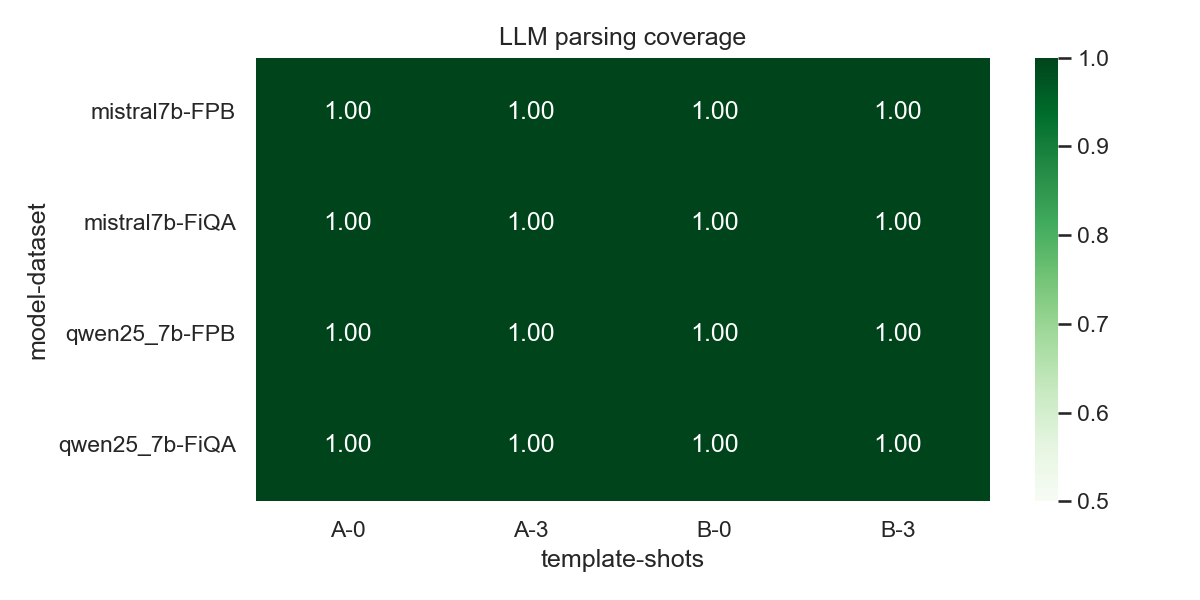 LLM parsing coverage
model-dataset
mistral7b-FPB 1.00 1.00 1.00 1.00
mistral7b-FiQA 1.00 1.00 1.00 1.00
qwen25_7b-FPB 1.00 1.00 1.00 1.00
qwen25_7b-FiQA 1.00 1.00 1.00 1.00
A-0 A-3 B-0 B-3
template-shots
1.0
0.9
0.8
0.7
0.6
0.5